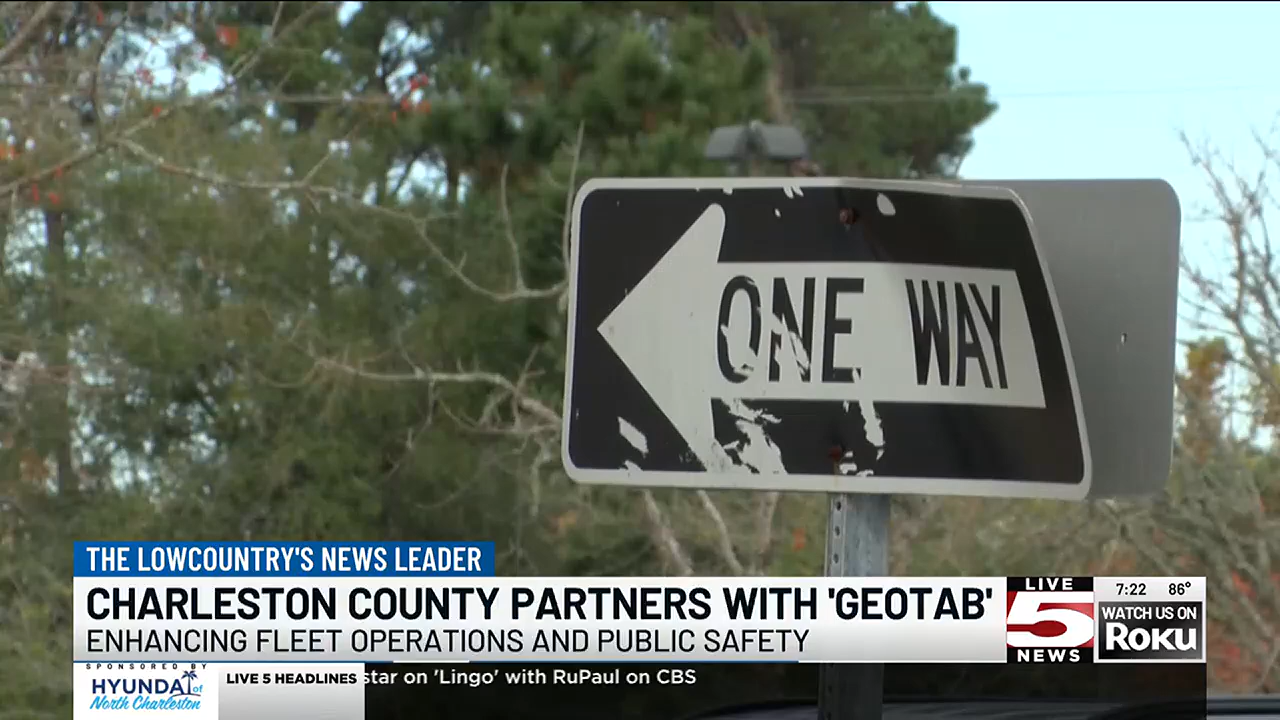 ONE WAY
THE LOWCOUNTRY'S NEWS LEADER
CHARLESTON COUNTY PARTNERS WITH 'GEOTAB'
ENHANCING FLEET OPERATIONS AND PUBLIC SAFETY
LIVE
5
NEWS
7:22 86°
WATCH US ON
Roku
SPONSORED BY
HYUNDAI of
North Charleston
LIVE 5 HEADLINES
star on 'Lingo' with RuPaul on CBS